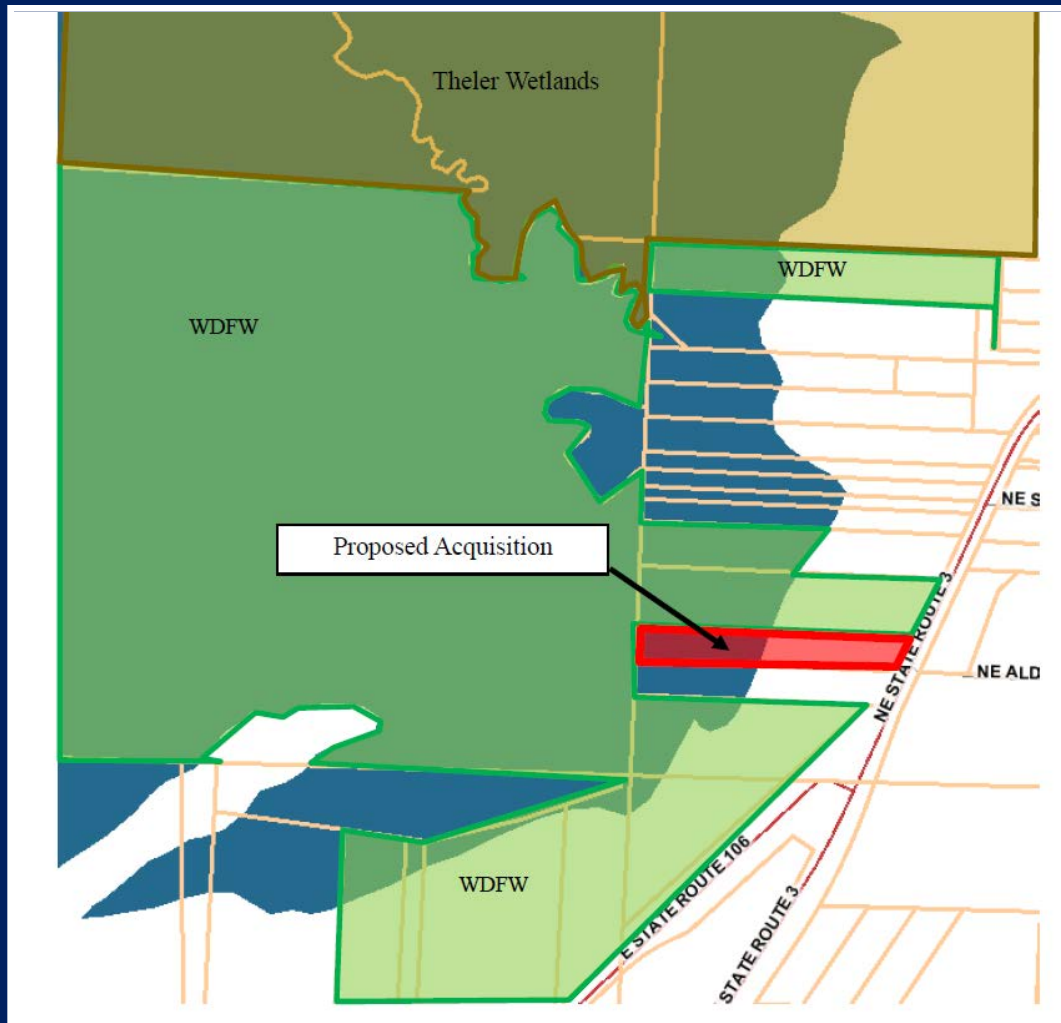 Theler Wetlands
WDFW
WDFW
NE S
Proposed Acquisition
NE STATE ROUTE 3
NE ALD
WDFW
E STATE ROUTE 106
STATE ROUTE 3